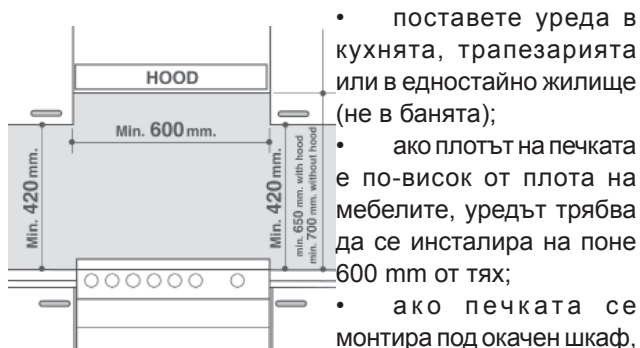 HOOD
Min. 600 mm.
Min. 420 mm.
Min. 420 mm.
min. 650 mm. with hood
min. 700 mm. without hood
• поставете уреда в
кухнята, трапезарията
или в едностайно жилище
(не в банята);
• ако плотът на печката
е по-висок от плота на
мебелите, уредът трябва
да се инсталира на поне
600 mm от тях;
• ако печката се
монтира под окачен шкаф,